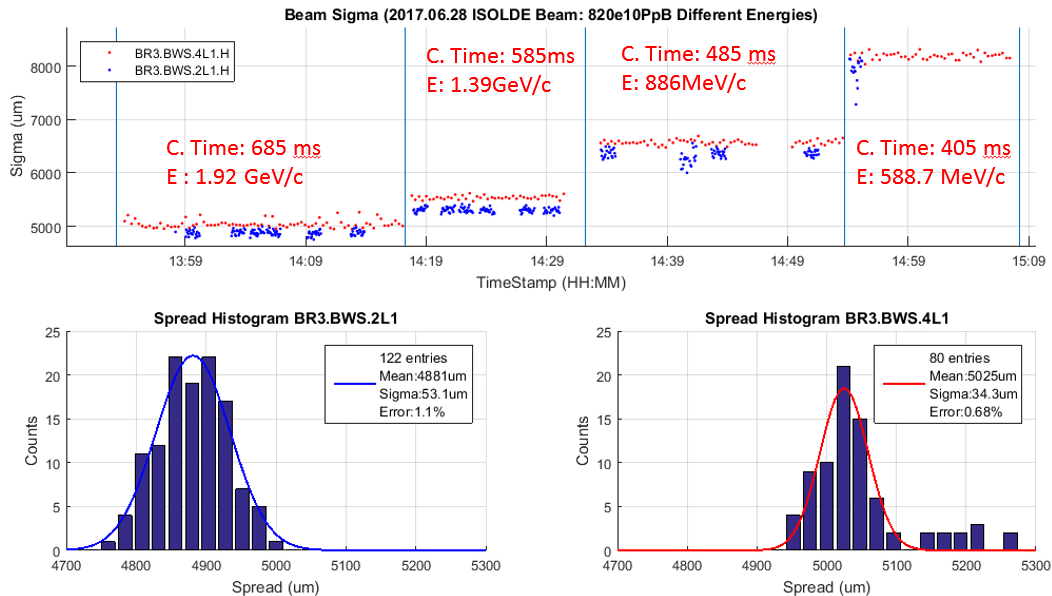 Beam Sigma (2017.06.28 ISOLDE Beam: 820e10PpB Different Energies)
BR3.BWS.4L1.H
BR3.BWS.2L1.H
C. Time: 685 ms
E : 1.92 GeV/c
C. Time: 585ms
E: 1.39GeV/c
C. Time: 485 ms
E: 886MeV/c
C. Time: 405 ms
E: 588.7 MeV/c
Sigma (um)
8000
7000
6000
5000
13:59
14:09
14:19
14:29
14:39
14:49
14:59
15:09
TimeStamp (HH:MM)
Spread Histogram BR3.BWS.2L1
122 entries
Mean:4881um
Sigma:53.1um
Error:1.1%
Counts
25
20
15
10
5
0
4700
4800
4900
5000
5100
5200
5300
Spread (um)
Spread Histogram BR3.BWS.4L1
80 entries
Mean:5025um
Sigma:34.3um
Error:0.68%
Counts
25
20
15
10
5
0
4700
4800
4900
5000
5100
5200
5300
Spread (um)